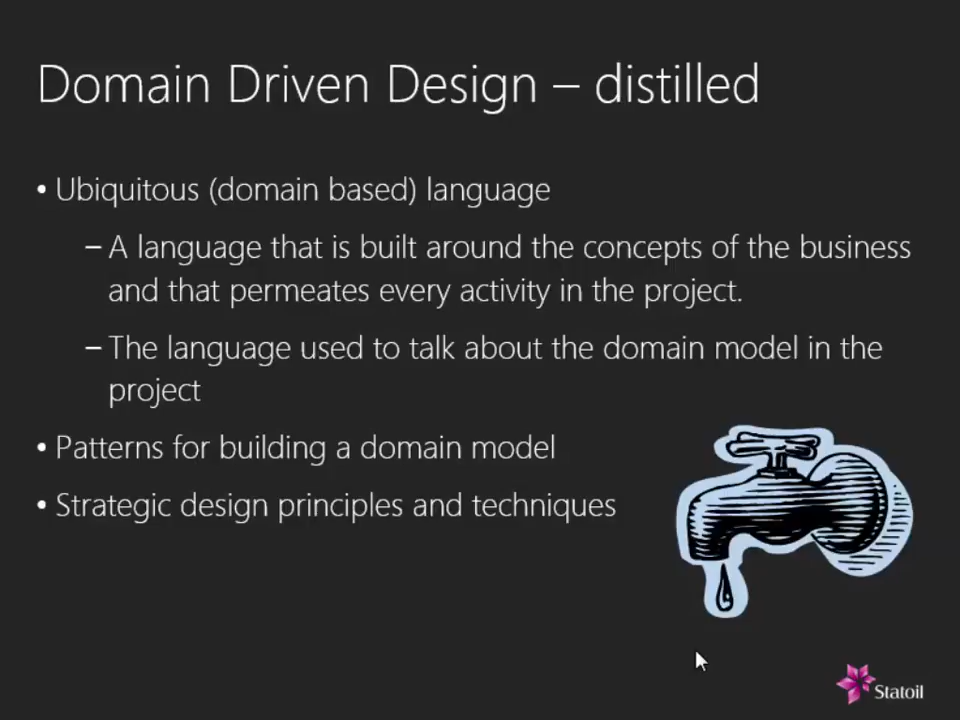 Domain Driven Design – distilled
• Ubiquitous (domain based) language
– A language that is built around the concepts of the business
and that permeates every activity in the project.
– The language used to talk about the domain model in the
project
• Patterns for building a domain model
• Strategic design principles and techniques
Statoil